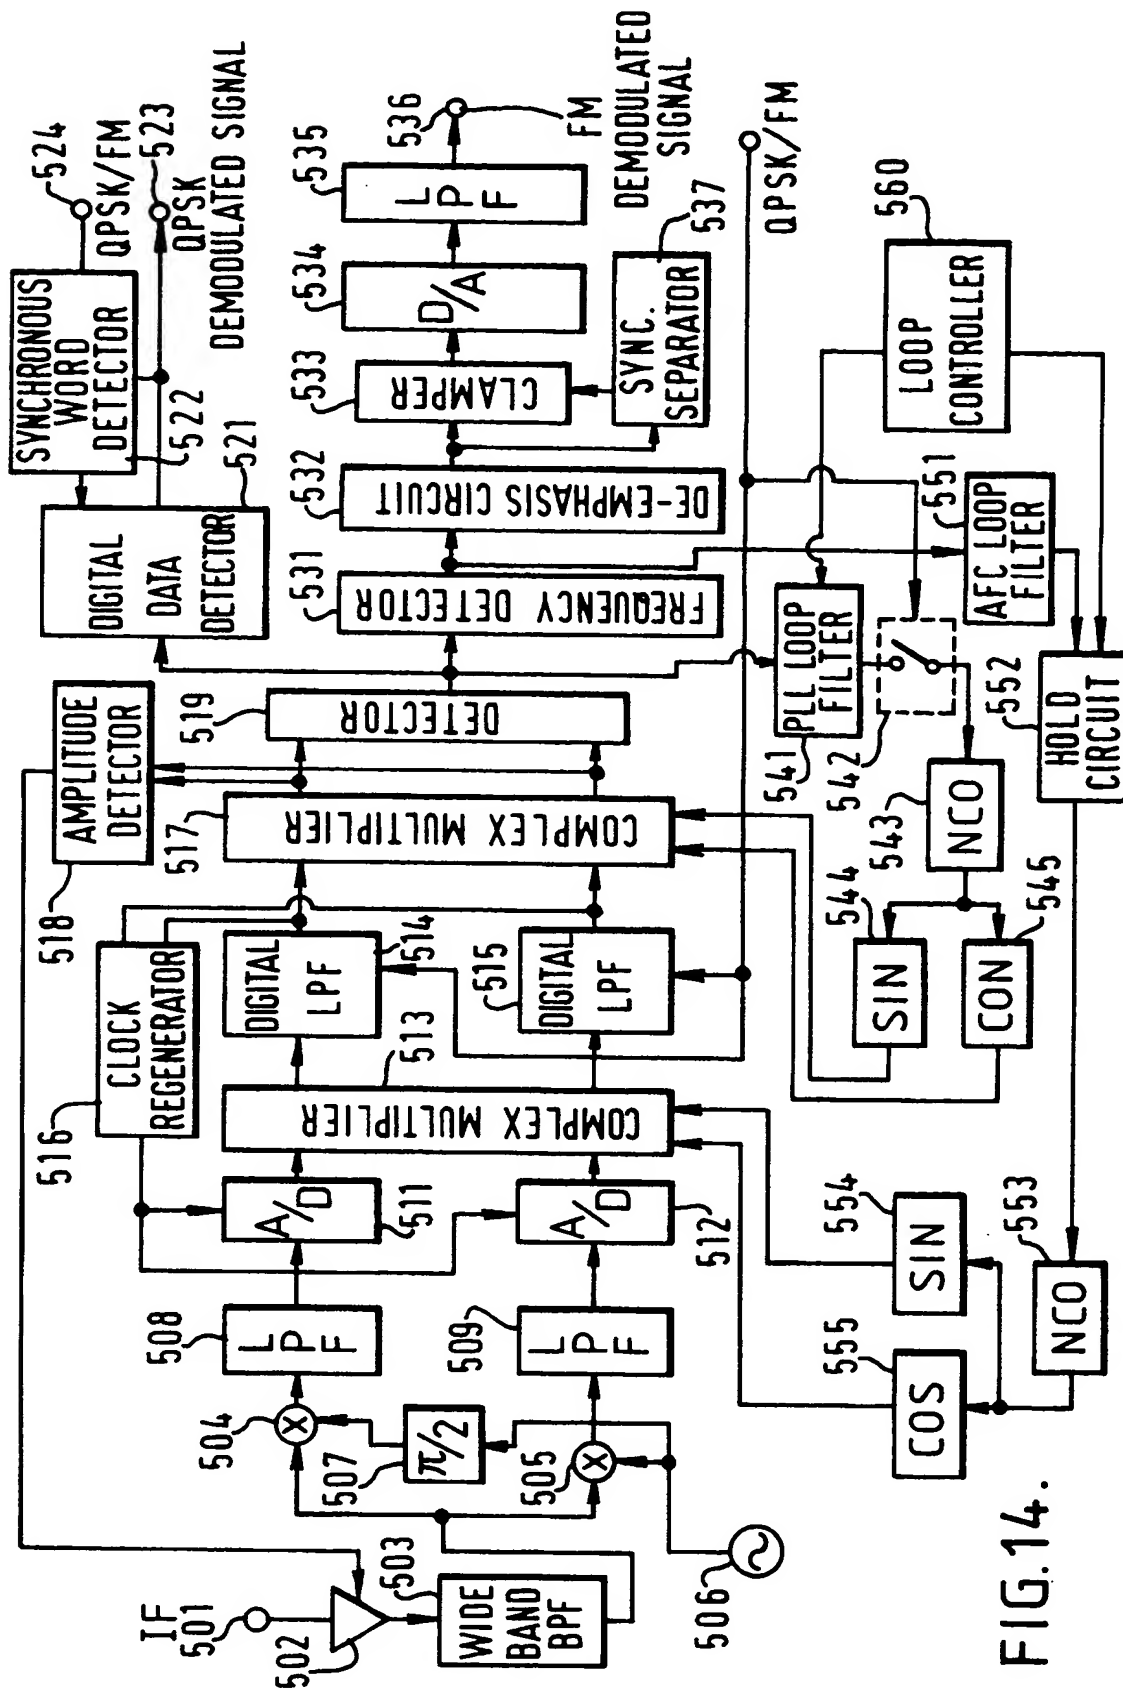 IF
501
502
503
WIDE
BAND
BPF
504
505
506
507
π/2
508
LPF
509
LPF
A/D
511
A/D
512
COMPLEX MULTIPLIER
513
DIGITAL
LPF
514
DIGITAL
LPF
515
CLOCK
REGENERATOR
516
COMPLEX MULTIPLIER
517
AMPLITUDE
DETECTOR
518
DETECTOR
519
DIGITAL
DATA
DETECTOR
521
SYNCHRONOUS
WORD
DETECTOR
522
524
QPSK/FM
523
QPSK
DEMODULATED SIGNAL
FREQUENCY DETECTOR
531
DE-EMPHASIS CIRCUIT
532
CLAMPER
533
D/A
534
LPF
535
536
FM
DEMODULATED
SIGNAL
SYNC.
SEPARATOR
537
QPSK/FM
PLL LOOP
FILTER
541
542
NCO
543
SIN
544
CON
545
AFC LOOP
FILTER
551
HOLD
CIRCUIT
552
NCO
553
SIN
554
COS
555
LOOP
CONTROLLER
560
FIG.14.